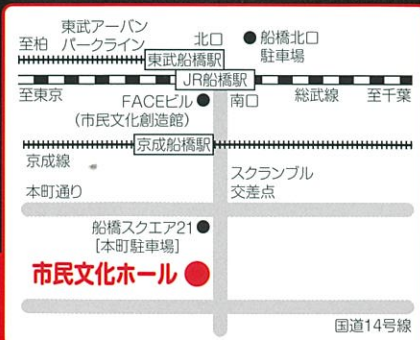 東武アーバン
パークライン
至柏
北口
船橋北口
駐車場
東武船橋駅
JR船橋駅
至東京
FACEビル
(市民文化創造館)
南口
総武線
至千葉
京成船橋駅
京成線
本町通り
スクランブル
交差点
船橋スクエア21
[本町駐車場]
市民文化ホール
国道14号線